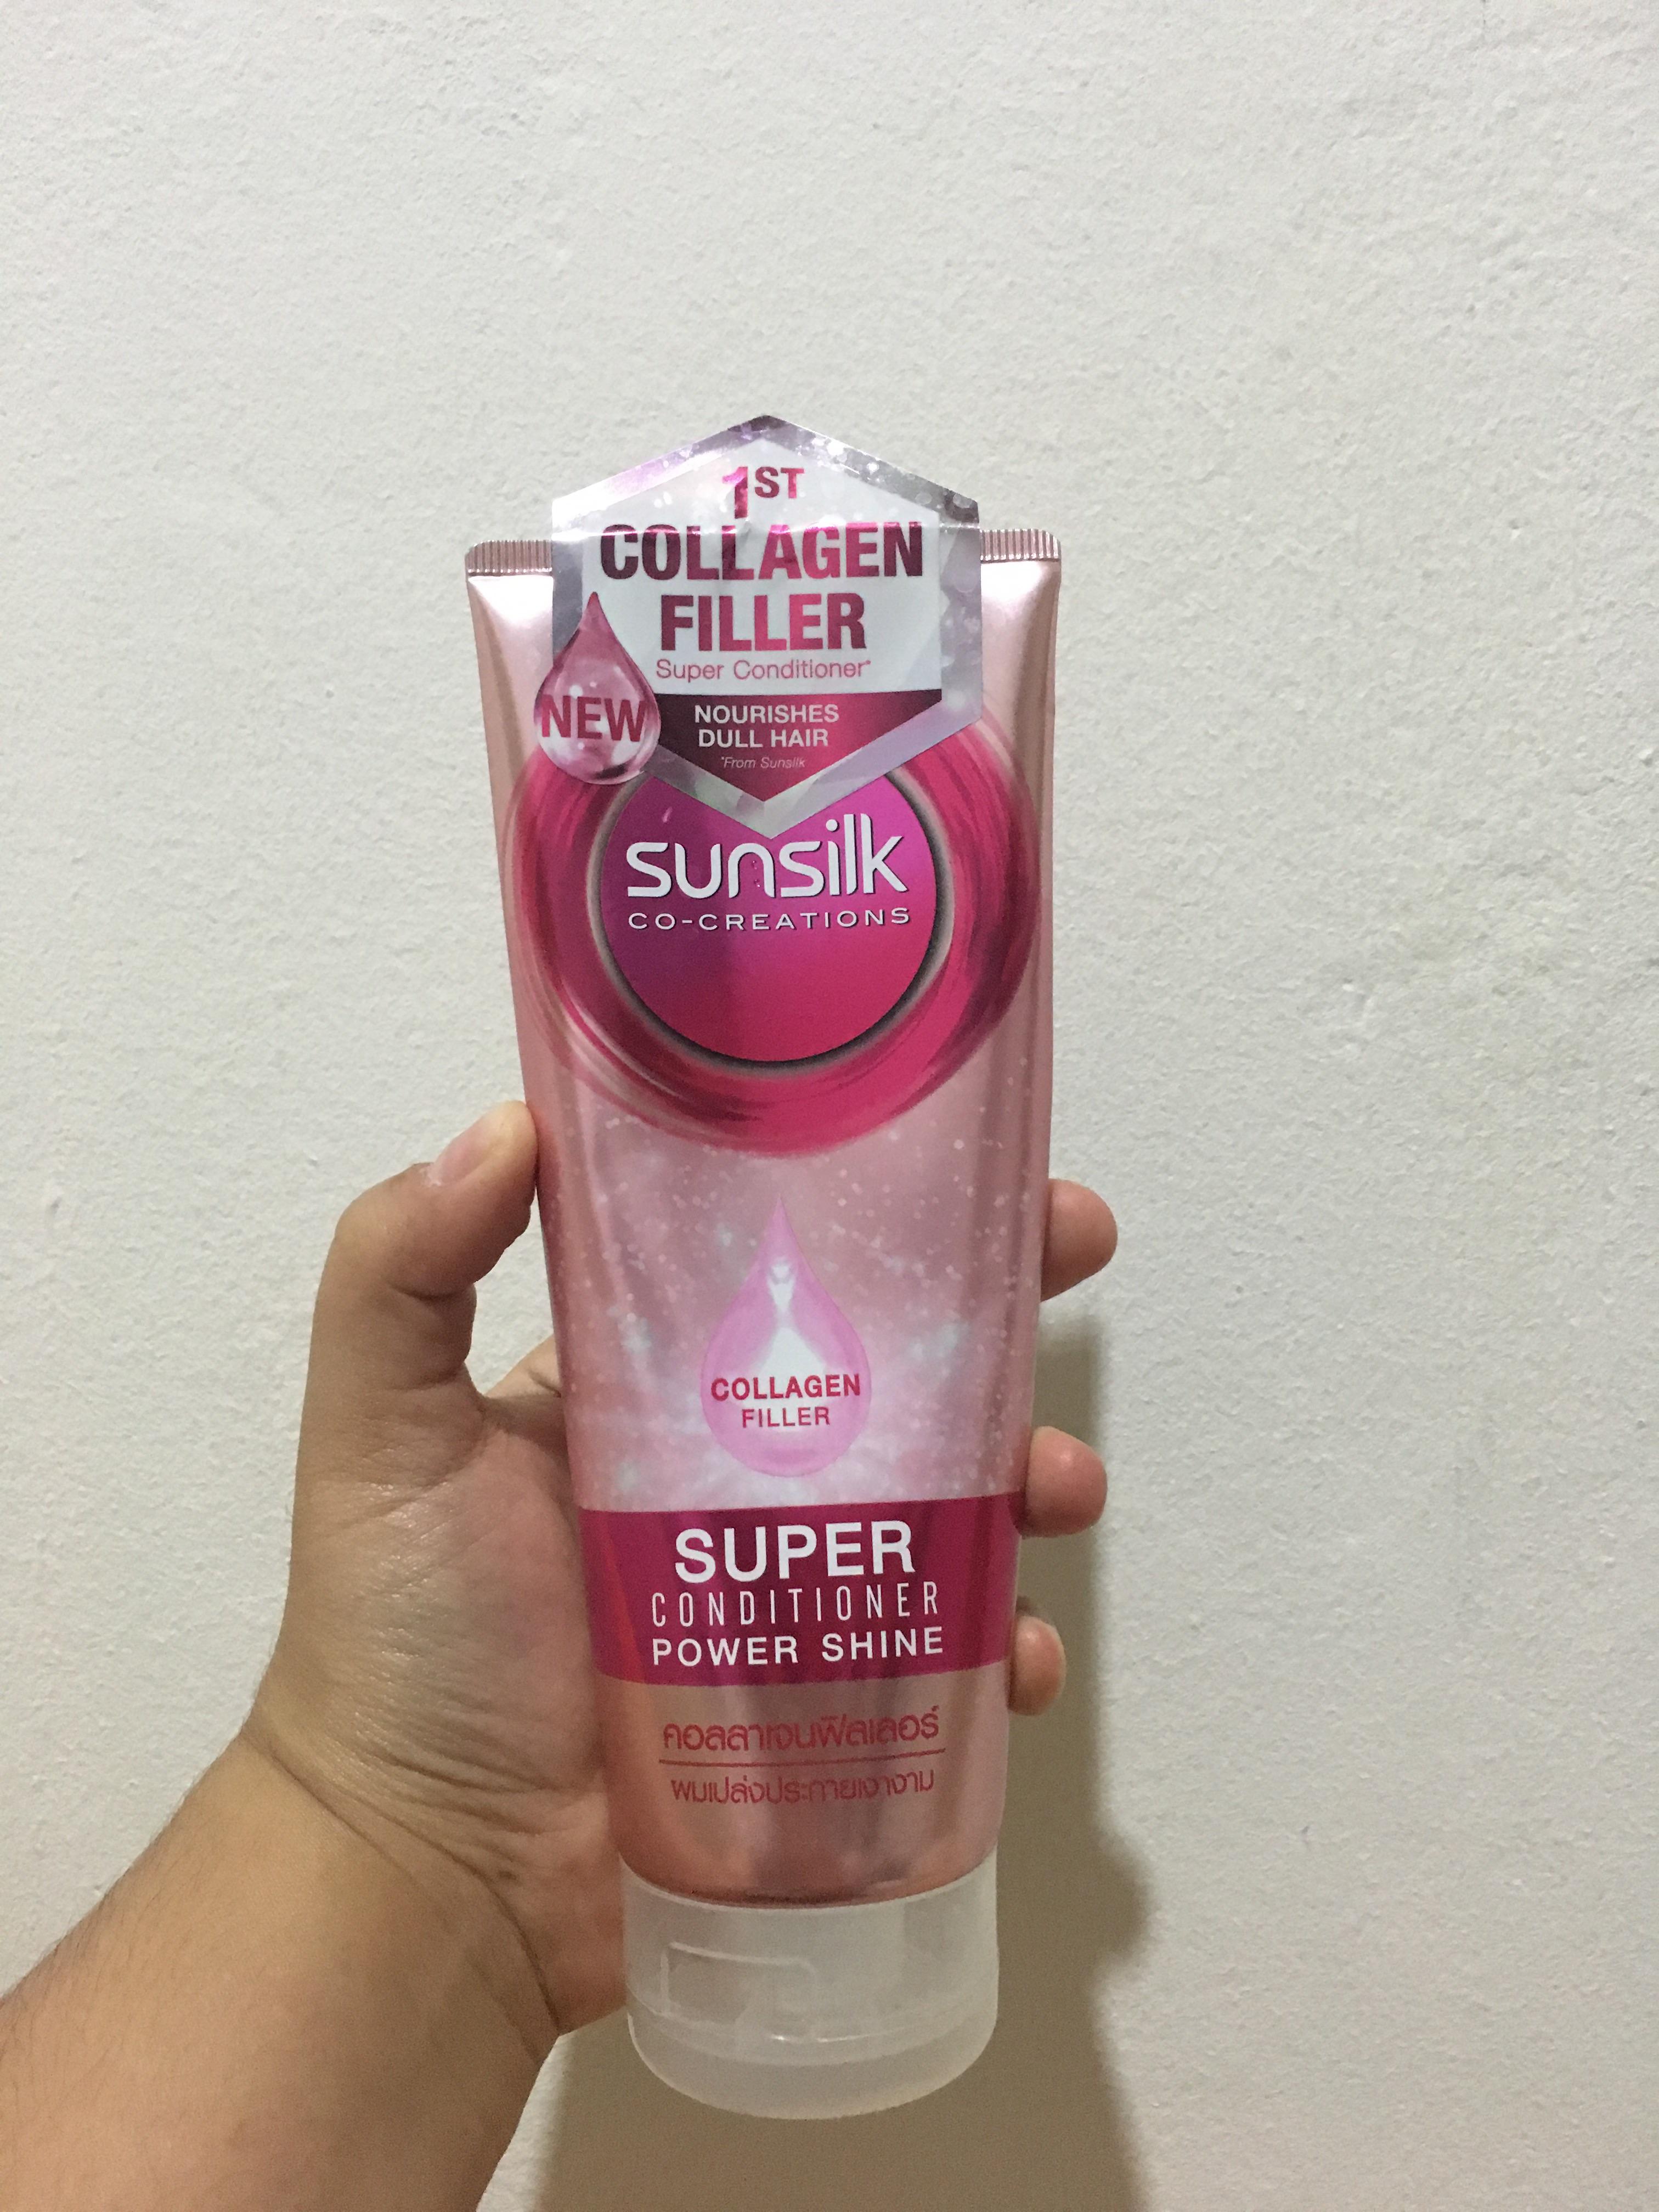 1ST
COLLAGEN
FILLER
Super Conditioner*
NEW
NOURISHES
DULL HAIR
*From Sunsilk
sunsilk
CO-CREATIONS
COLLAGEN
FILLER
SUPER
CONDITIONER
POWER SHINE
คอลลาเจนฟิลเลอร์
ผมเปล่งประกายเงางาม